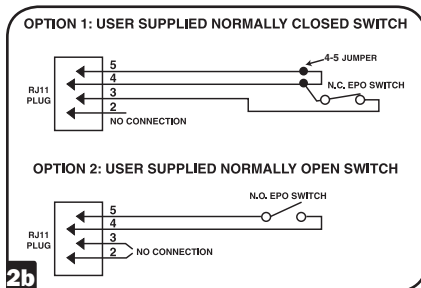 OPTION 1: USER SUPPLIED NORMALLY CLOSED SWITCH
4-5 JUMPER
5
4
3
2
RJ11
PLUG
N.C. EPO SWITCH
NO CONNECTION
OPTION 2: USER SUPPLIED NORMALLY OPEN SWITCH
N.O. EPO SWITCH
5
4
3
2
RJ11
PLUG
NO CONNECTION
2b